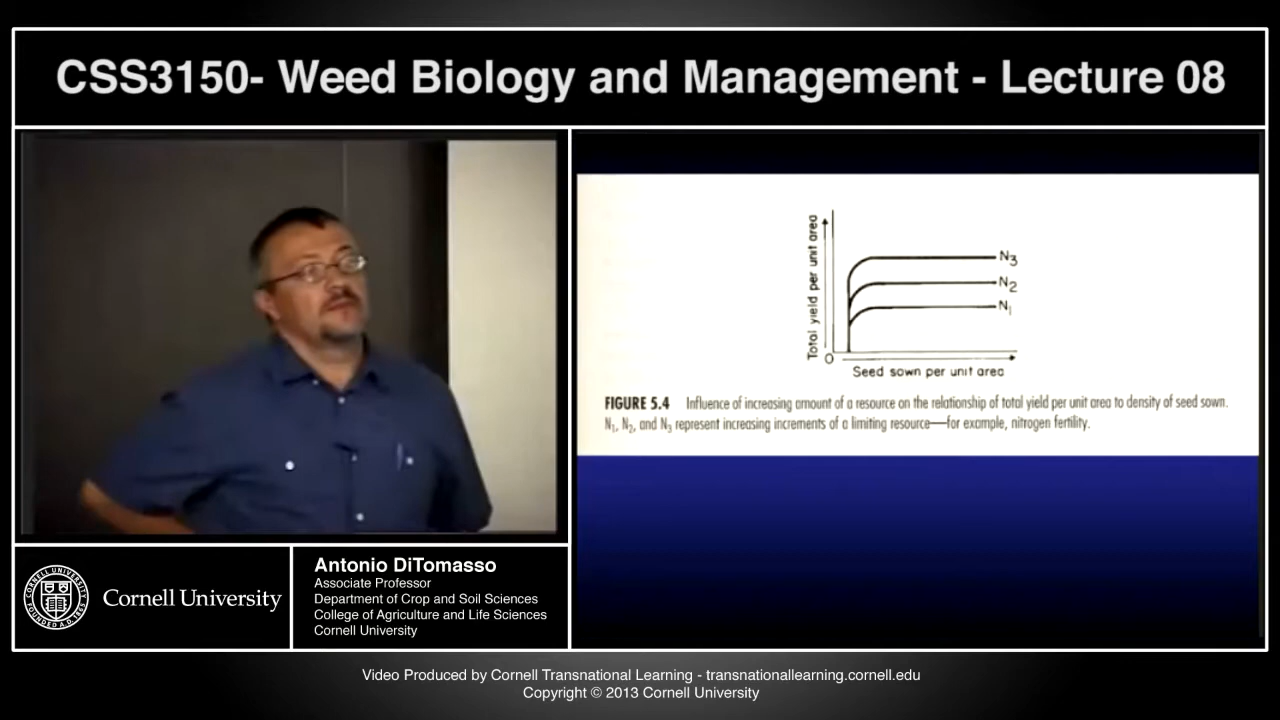 CSS3150- Weed Biology and Management - Lecture 08
Total yield per unit area
N3
N2
N1
O
Seed sown per unit area
FIGURE 5.4 Influence of increasing amount of a resource on the relationship of total yield per unit area to density of seed sown.
N1, N2, and N3 represent increasing increments of a limiting resource—for example, nitrogen fertility.
CORNELL UNIVERSITY
FOUNDED A.D. 1865
Cornell University
Antonio DiTomasso
Associate Professor
Department of Crop and Soil Sciences
College of Agriculture and Life Sciences
Cornell University
Video Produced by Cornell Transnational Learning - transnationallearning.cornell.edu
Copyright © 2013 Cornell University